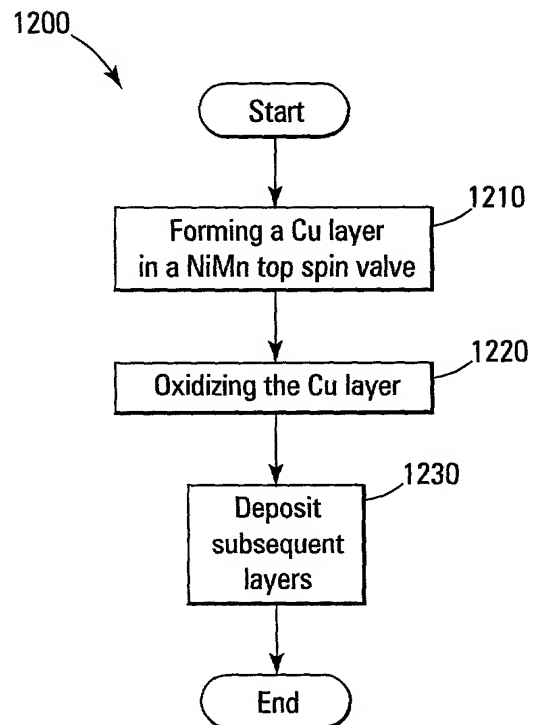 1200
Start
1210
Forming a Cu layer
in a NiMn top spin valve
1220
Oxidizing the Cu layer
1230
Deposit
subsequent
layers
End